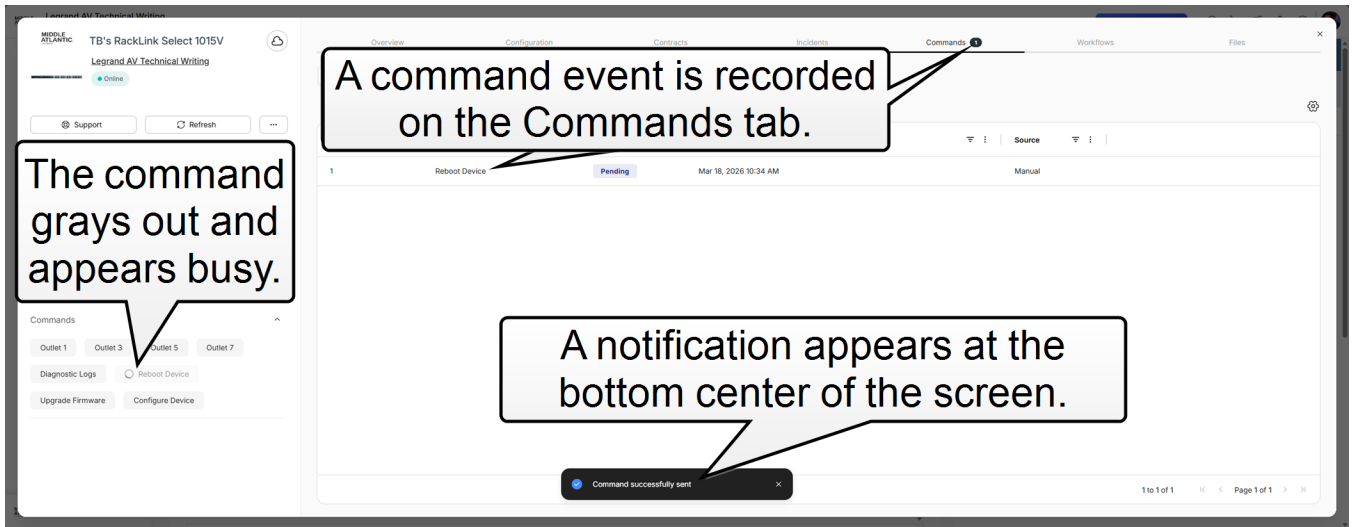 Legrand AV Technical Writing
MIDDLE
ATLANTIC
TB's RackLink Select 1015V
Legrand AV Technical Writing
Online
Support
Refresh
The command
grays out and
appears busy.
Commands
Outlet 1 Outlet 3 Outlet 5 Outlet 7
Diagnostic Logs Reboot Device
Upgrade Firmware Configure Device
Overview Configuration Contracts Incidents Commands 1 Workflows Files
A command event is recorded
on the Commands tab.
Source
1 Reboot Device Pending Mar 18, 2026 10:34 AM Manual
A notification appears at the
bottom center of the screen.
Command successfully sent
1 to 1 of 1 Page 1 of 1